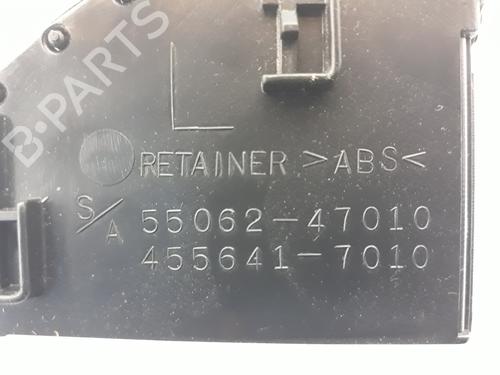 L
RETAINER >ABS<
S/A 55062-47010
455641-7010
B-PARTS